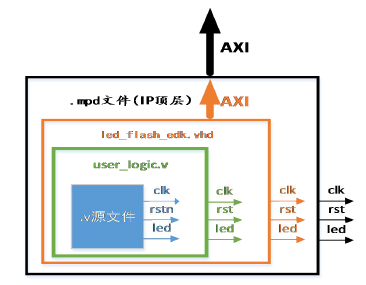 AXI
.mpd文件(IP顶层)
AXI
led_flash_edk.vhd
user_logic.v
.v源文件
clk
rstn
led
clk
rst
led
clk
rst
led
clk
rst
led